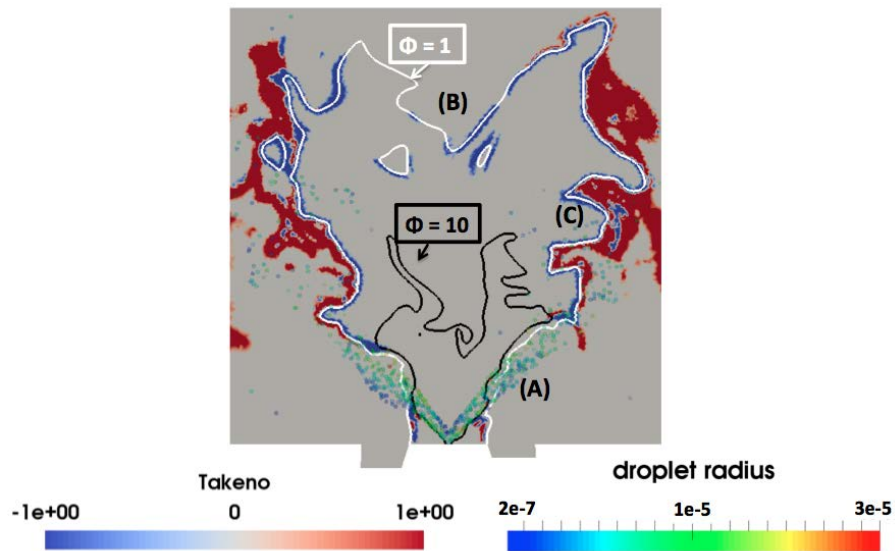 Φ = 1
(B)
(C)
Φ = 10
(A)
Takeno
-1e+00 0 1e+00
droplet radius
2e-7 1e-5 3e-5